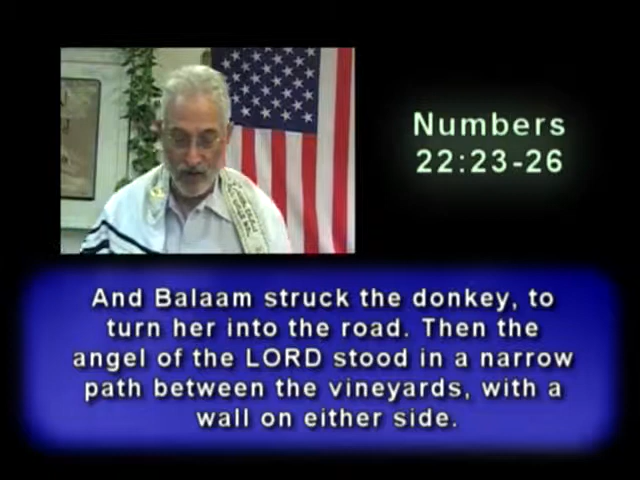 Numbers
22:23-26
And Balaam struck the donkey, to
turn her into the road. Then the
angel of the LORD stood in a narrow
path between the vineyards, with a
wall on either side.